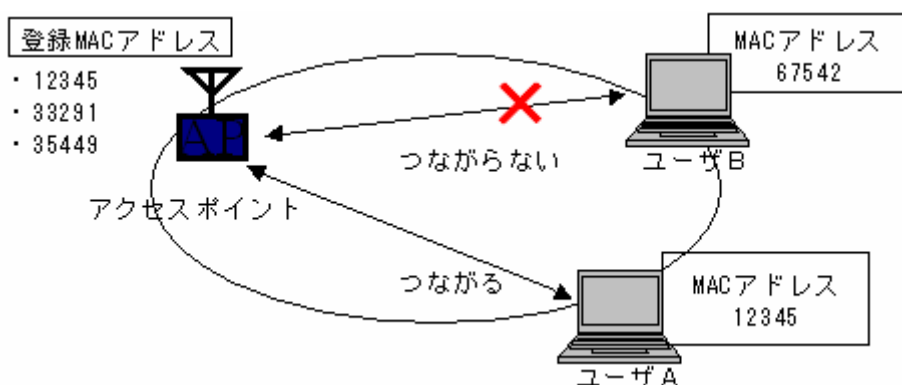 登録MACアドレス
・12345
・33291
・35449
AP
アクセスポイント
つながらない
つながる
MACアドレス
67542
ユーザB
MACアドレス
12345
ユーザA